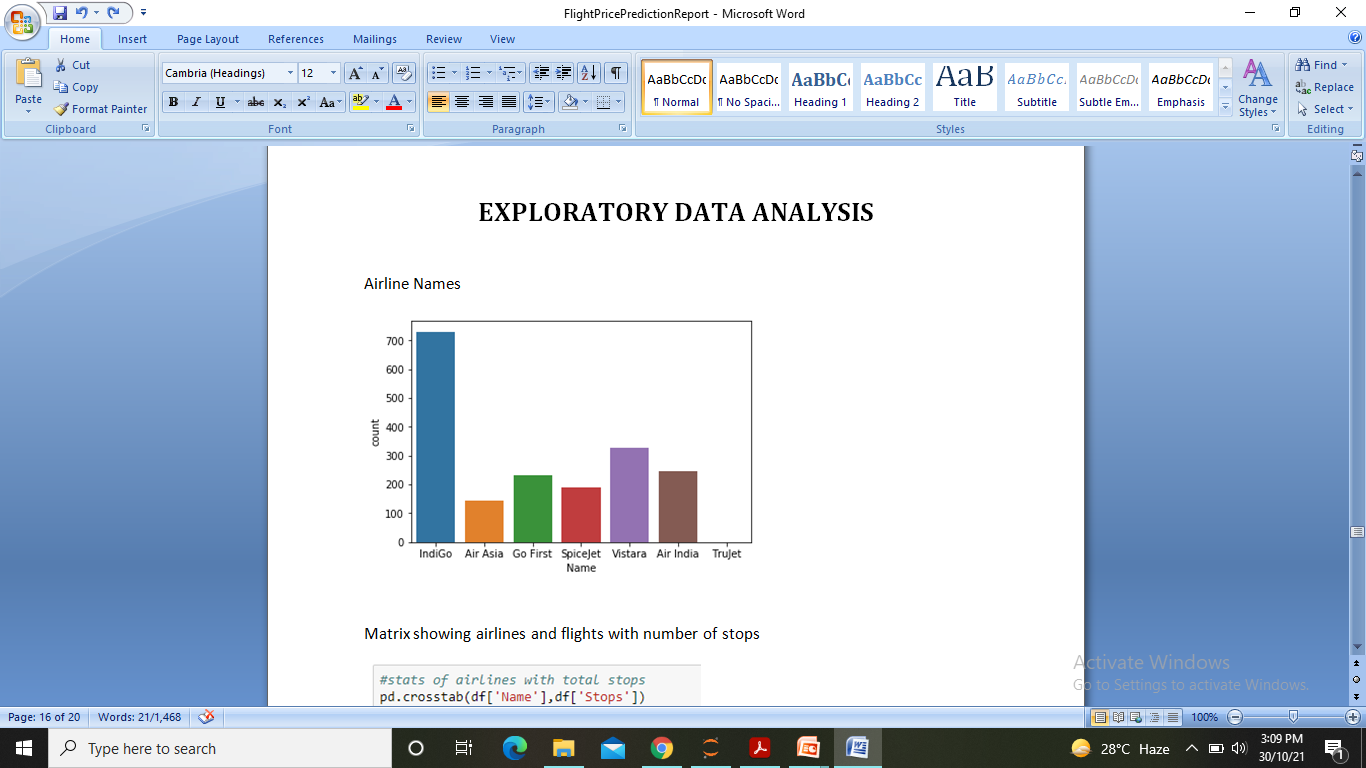 FlightPricePredictionReport - Microsoft Word
Home Insert Page Layout References Mailings Review View
Paste
Cut
Copy
Format Painter
Clipboard
Cambria (Headings) 12
B I U abc x₂ x² Aa
Font
Paragraph
AaBbCcDc AaBbCcDc AaBbC AaBbCc AaB AaBbCc. AaBbCcDc AaBbCcDc
¶ Normal ¶ No Spaci... Heading 1 Heading 2 Title Subtitle Subtle Em... Emphasis
Change
Styles
Styles
Find
Replace
Select
Editing
EXPLORATORY DATA ANALYSIS
Airline Names
700
600
500
400
300
200
100
0
count
IndiGo Air Asia Go First SpiceJet Vistara Air India TruJet
Name
Matrix showing airlines and flights with number of stops
#stats of airlines with total stops
pd.crosstab(df['Name'],df['Stops'])
Activate Windows
Go to Settings to activate Windows.
Page: 16 of 20 Words: 21/1,468 100%
Type here to search
28°C Haze
3:09 PM
30/10/21
1